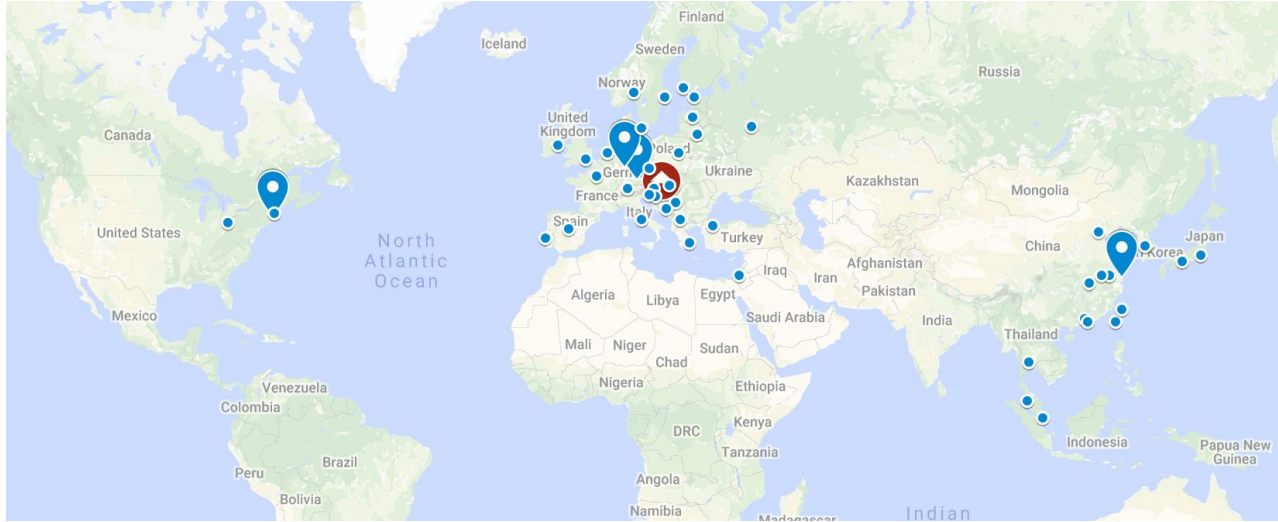 Finland
Iceland
Sweden
Norway
Russia
United
Kingdom
Canada
Poland
Ukraine
Germ
France
Kazakhstan
Mongolia
Italy
Spain
United States
North
Atlantic
Ocean
Turkey
China
Japan
Korea
Afghanistan
Iraq
Iran
Pakistan
Algeria
Libya
Egypt
Saudi Arabia
India
Mexico
Thailand
Mali
Niger
Chad
Sudan
Nigeria
Ethiopia
Venezuela
Colombia
DRC
Kenya
Tanzania
Indonesia
Papua New
Guinea
Brazil
Peru
Angola
Bolivia
Namibia
Madagascar
Indian